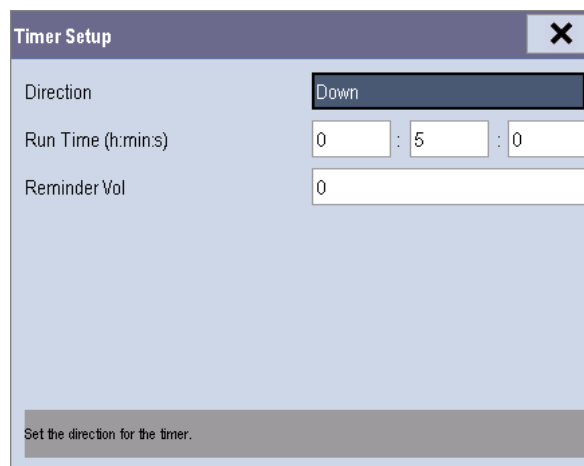 Timer Setup
Direction Down
Run Time (h:min:s) 0 : 5 : 0
Reminder Vol 0
Set the direction for the timer.